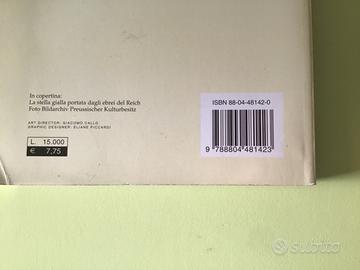 In copertina:
La stella gialla portata dagli ebrei del Reich
Foto Bildarchiv Preussischer Kulturbesitz
ART DIRECTOR: GIACOMO CALLO
GRAPHIC DESIGNER: ELIANE PICCARDI
L. 15.000
€ 7,75
ISBN 88-04-48142-0
9 788804 481423
subito